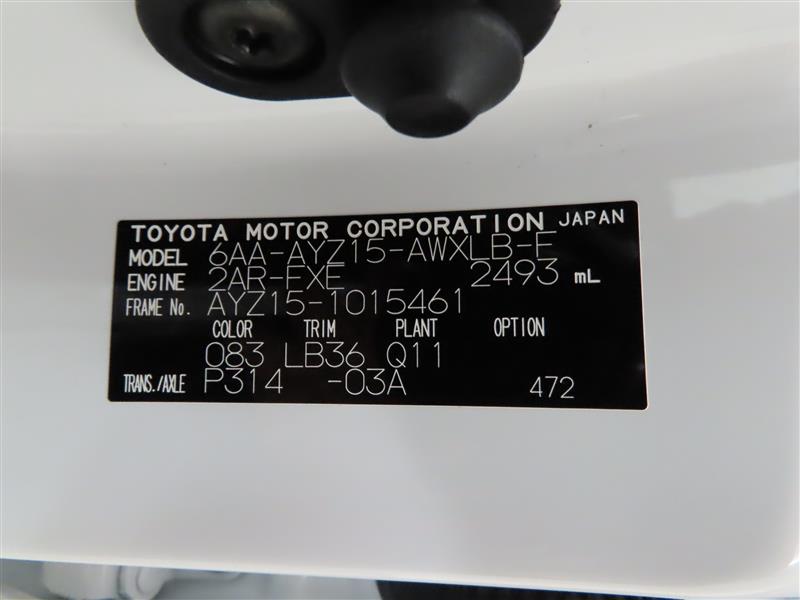 TOYOTA MOTOR CORPORATION JAPAN
MODEL 6AA-AYZ15-AWXLB-E
ENGINE 2AR-FXE 2493 mL
FRAME No. AYZ15-1015461
COLOR TRIM PLANT OPTION
083 LB36 Q11
TRANS./AXLE P314 -03A 472